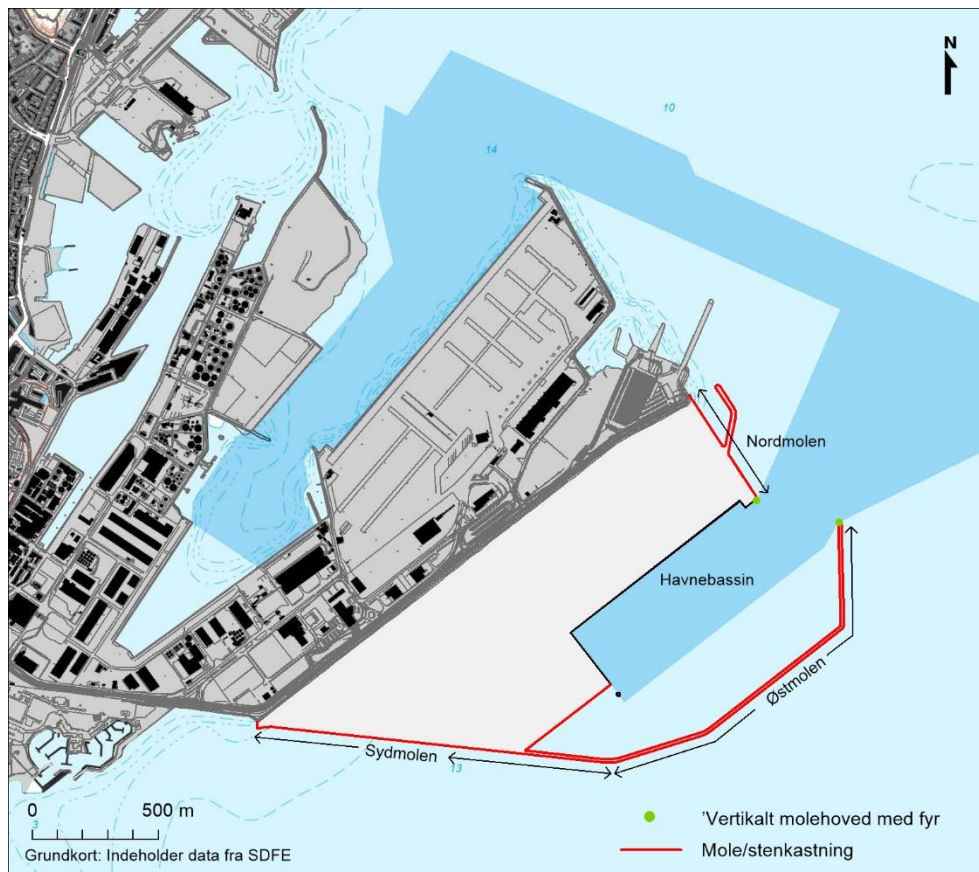 N
10
14
Nordmolen
Havnebassin
Østmolen
Sydmolen
13
0 500 m
3
Grundkort: Indeholder data fra SDFE
'Vertikalt molehoved med fyr
Mole/stenkastning